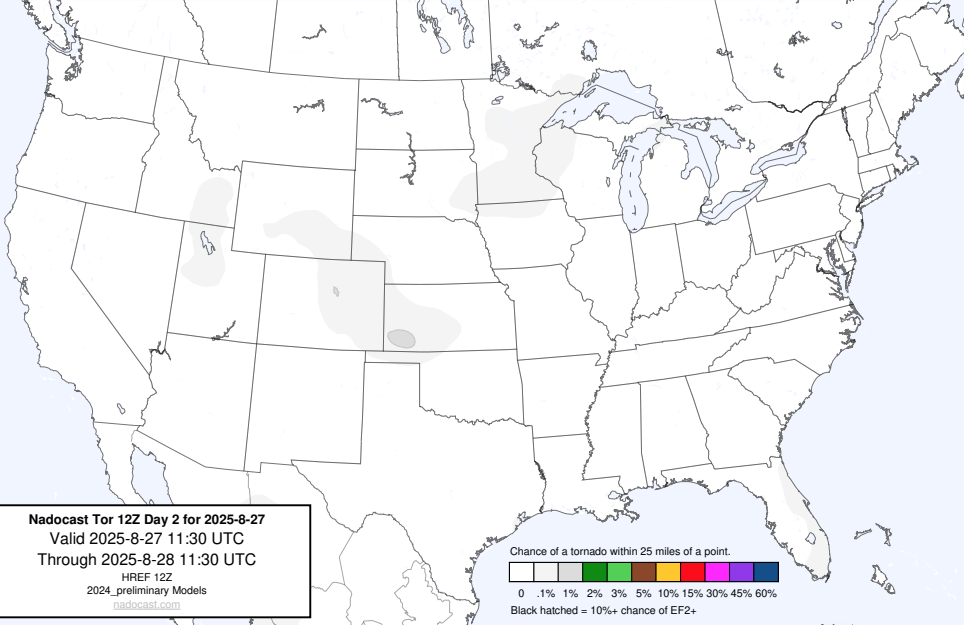 Nadocast Tor 12Z Day 2 for 2025-8-27
Valid 2025-8-27 11:30 UTC
Through 2025-8-28 11:30 UTC
HREF 12Z
2024_preliminary Models
nadocast.com
Chance of a tornado within 25 miles of a point.
0 .1% 1% 2% 3% 5% 10% 15% 30% 45% 60%
Black hatched = 10%+ chance of EF2+